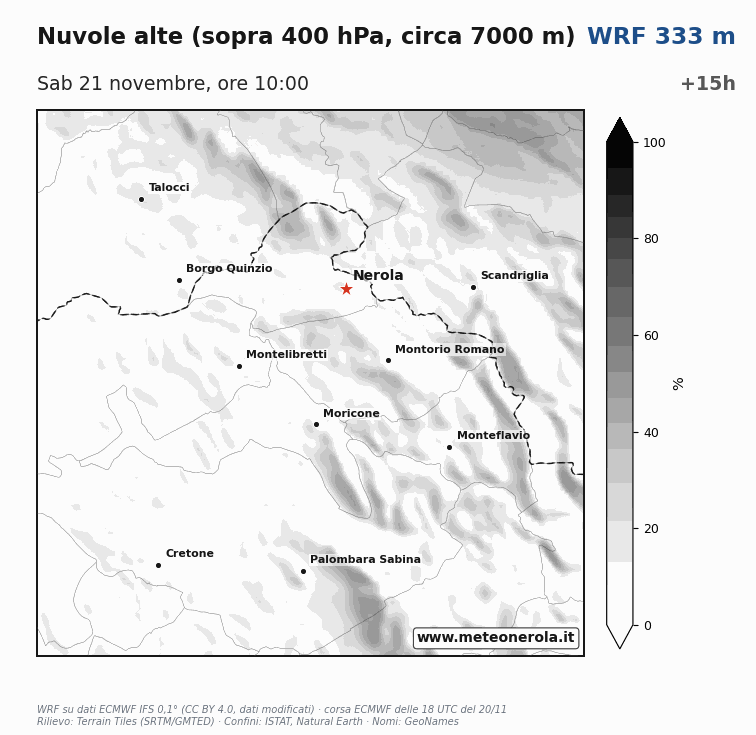 Nuvole alte (sopra 400 hPa, circa 7000 m) WRF 333 m
Sab 21 novembre, ore 10:00 +15h
Talocci
Borgo Quinzio
Nerola
Scandriglia
Montelibretti
Montorio Romano
Moricone
Monteflavio
Cretone
Palombara Sabina
www.meteonerola.it
100
80
60
40
20
0
%
WRF su dati ECMWF IFS 0,1° (CC BY 4.0, dati modificati) · corsa ECMWF delle 18 UTC del 20/11
Rilievo: Terrain Tiles (SRTM/GMTED) · Confini: ISTAT, Natural Earth · Nomi: GeoNames